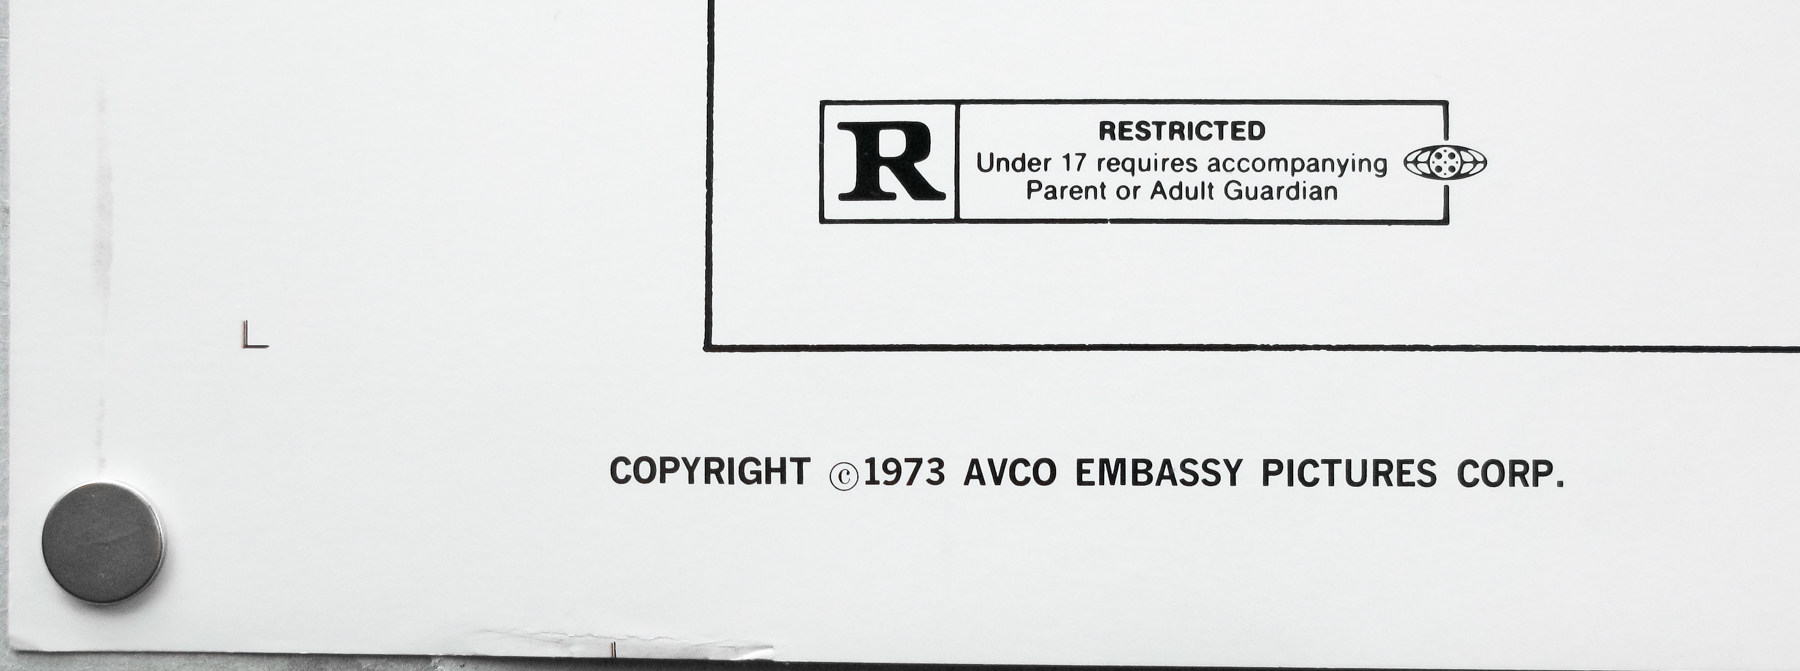 R
RESTRICTED
Under 17 requires accompanying
Parent or Adult Guardian
COPYRIGHT ©1973 AVCO EMBASSY PICTURES CORP.